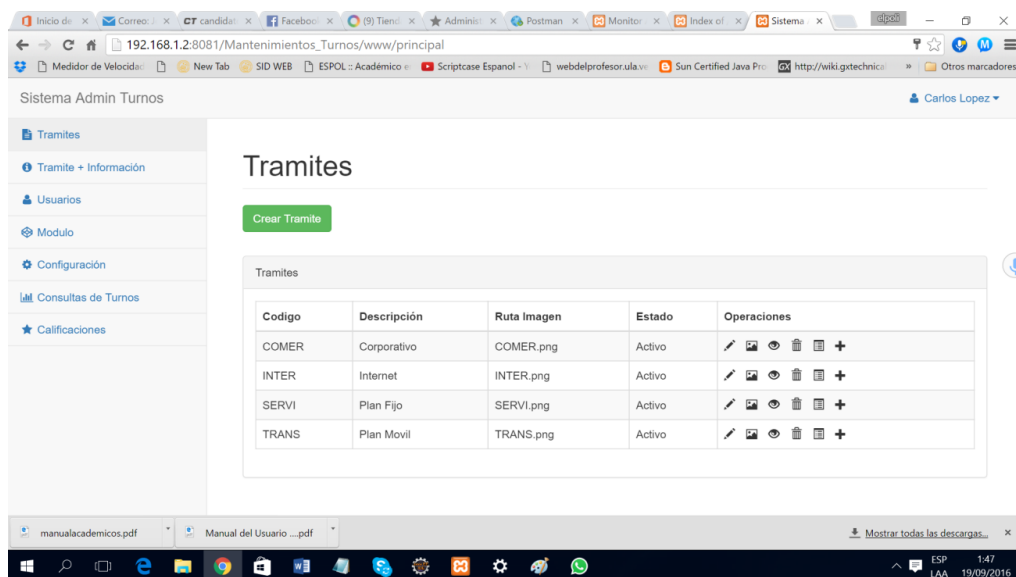 Inicio de
Correo:
CT candidat
Facebook
(9) Tiend
Administ
Postman
Monitor
Index of
Sistema
elpoli
192.168.1.2:8081/Mantenimientos_Turnos/www/principal
Medidor de Velocidad
New Tab
SID WEB
ESPOL :: Académico
Scriptcase Espanol -
webdelprofesor.ula.ve
Sun Certified Java Pro
GX http://wiki.gxtechnical
»
Otros marcadores
Sistema Admin Turnos
Carlos Lopez
Tramites
Tramite + Información
Usuarios
Modulo
Configuración
Consultas de Turnos
Calificaciones
Tramites
Crear Tramite
Tramites
Codigo Descripción Ruta Imagen Estado Operaciones
COMER Corporativo COMER.png Activo
INTER Internet INTER.png Activo
SERVI Plan Fijo SERVI.png Activo
TRANS Plan Movil TRANS.png Activo
manualacademicos.pdf
Manual del Usuario ....pdf
Mostrar todas las descargas...
ESP
LAA
1:47
19/09/2016